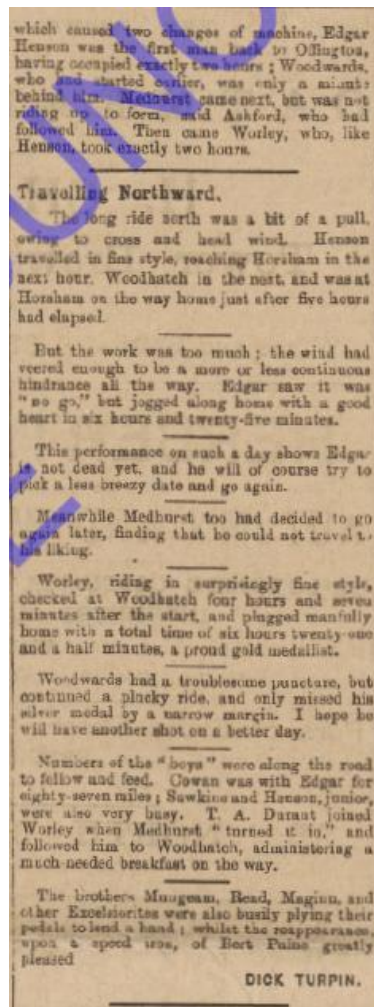 which caused two changes of machine, Edgar
Henson was the first man back to Offington,
having occupied exactly two hours; Woodwards,
who had started earlier, was only a minute
behind him. Medhurst came next, but was not
riding up to form, said Ashford, who had
followed him. Then came Worley, who, like
Henson, took exactly two hours.
Travelling Northward.
The long ride north was a bit of a pull,
owing to cross and head wind. Henson
travelled in fine style, reaching Horsham in the
next hour. Woodhatch in the next, and was at
Horsham on the way home just after five hours
had elapsed.
But the work was too much; the wind had
veered enough to be a more or less continuous
hindrance all the way. Edgar saw it was
"no go," but jogged along home with a good
heart in six hours and twenty-five minutes.
This performance on such a day shows Edgar
is not dead yet, and he will of course try to
pick a less breezy date and go again.
Meanwhile Medhurst too had decided to go
again later, finding that he could not travel to
his liking.
Worley, riding in surprisingly fine style,
checked at Woodhatch four hours and seven
minutes after the start, and plugged manfully
home with a total time of six hours twenty-one
and a half minutes, a proud gold medallist.
Woodwards had a troublesome puncture, but
continued a plucky ride, and only missed his
silver medal by a narrow margin. I hope he
will have another shot on a better day.
Numbers of the "boys" were along the road
to follow and feed. Cowan was with Edgar for
eighty-seven miles; Sawkins and Henson, junior,
were also very busy. T. A. Durant joined
Worley when Medhurst "turned it in," and
followed him to Woodhatch, administering a
much-needed breakfast on the way.
The brothers Mungeam, Read, Maginn, and
other Excelsiorites were also busily plying their
pedals to lend a hand; whilst the reappearance,
upon a speed iron, of Bert Paine greatly
pleased
DICK TURPIN.